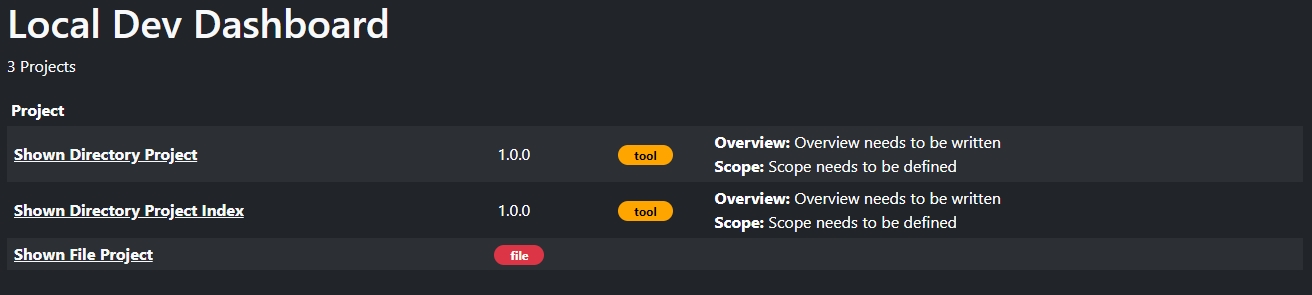 Local Dev Dashboard
3 Projects
Project
Shown Directory Project 1.0.0 tool Overview: Overview needs to be written
Scope: Scope needs to be defined
Shown Directory Project Index 1.0.0 tool Overview: Overview needs to be written
Scope: Scope needs to be defined
Shown File Project file